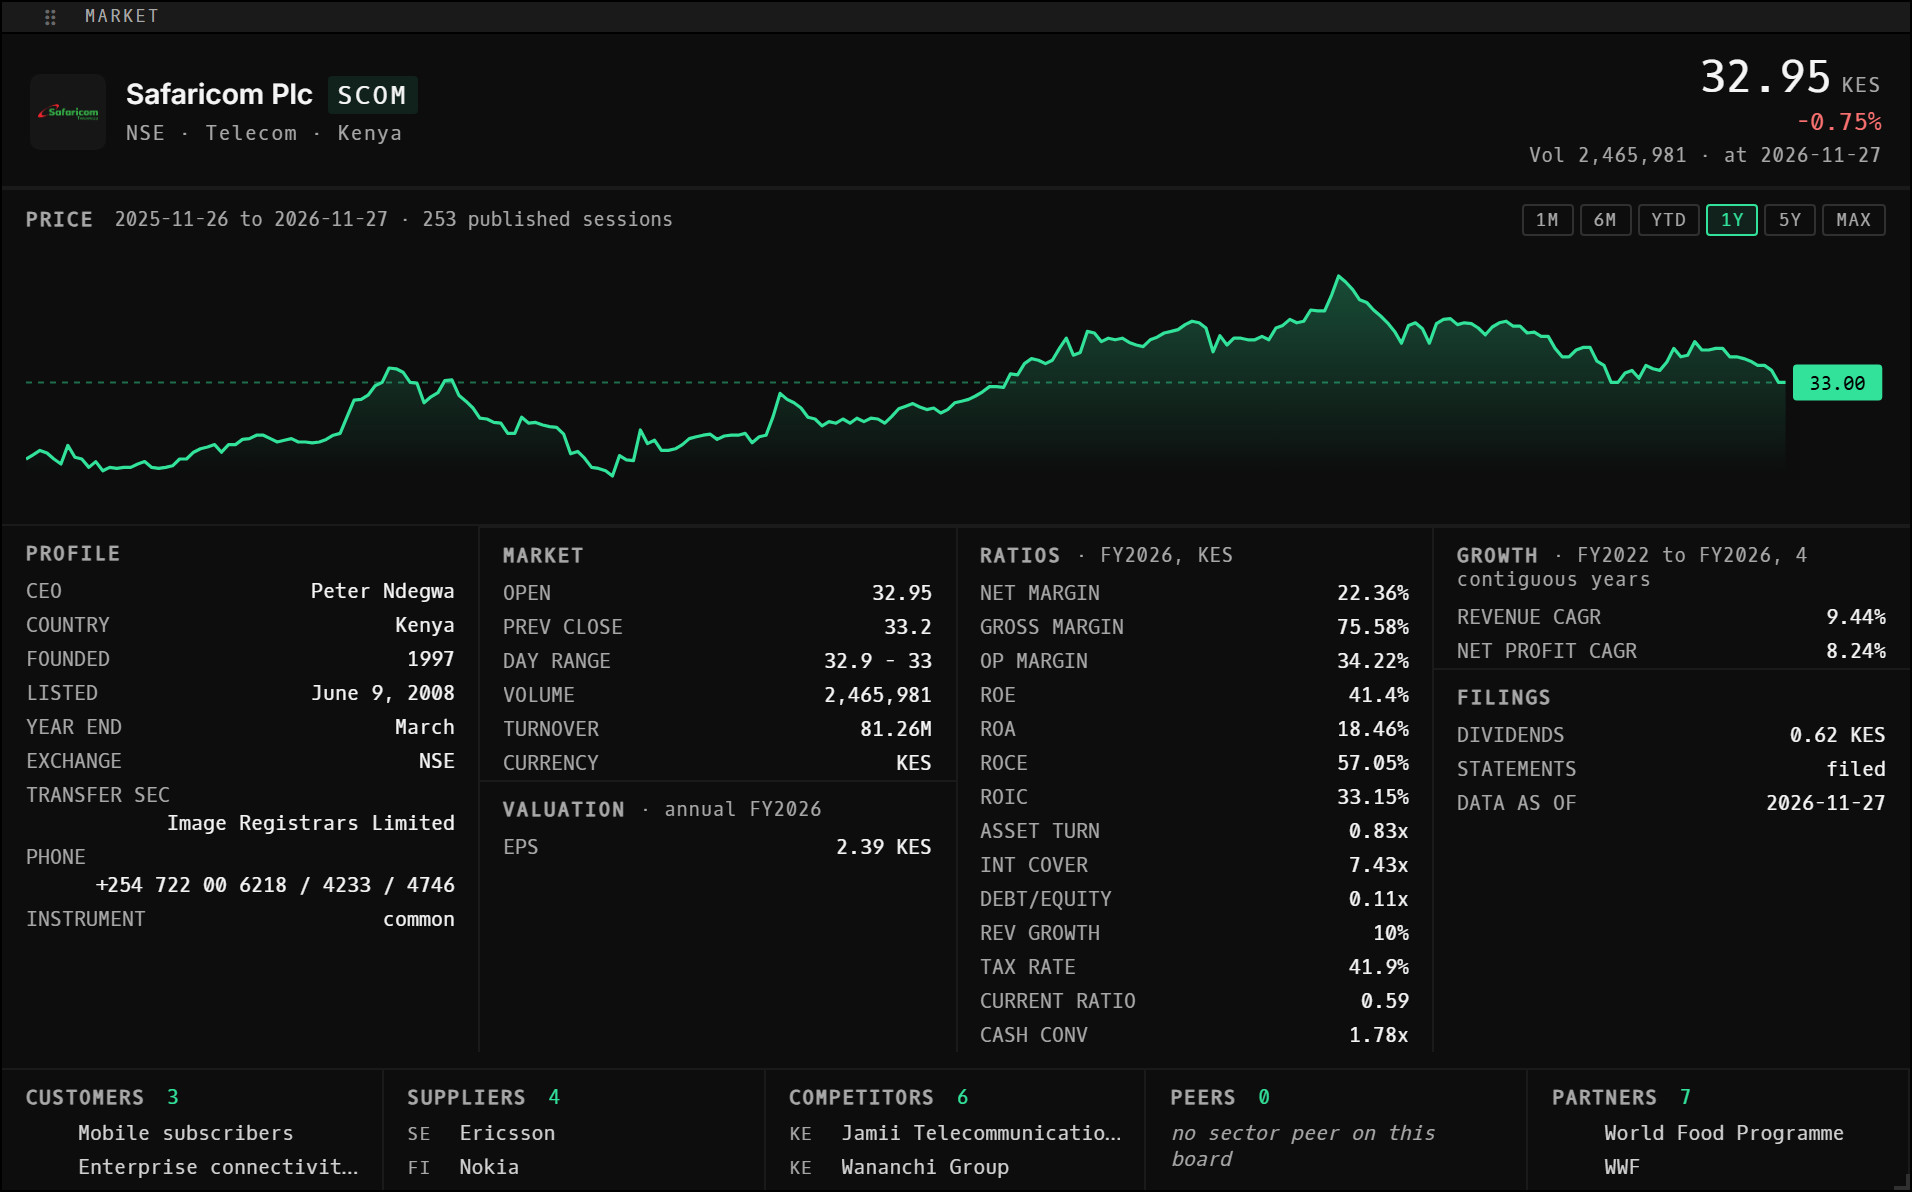 MARKET
Safaricom
Safaricom Plc SCOM
NSE · Telecom · Kenya
32.95 KES
-0.75%
Vol 2,465,981 · at 2026-11-27
PRICE 2025-11-26 to 2026-11-27 · 253 published sessions
1M 6M YTD 1Y 5Y MAX
33.00
PROFILE
CEO Peter Ndegwa
COUNTRY Kenya
FOUNDED 1997
LISTED June 9, 2008
YEAR END March
EXCHANGE NSE
TRANSFER SEC
Image Registrars Limited
PHONE
+254 722 00 6218 / 4233 / 4746
INSTRUMENT common
MARKET
OPEN 32.95
PREV CLOSE 33.2
DAY RANGE 32.9 - 33
VOLUME 2,465,981
TURNOVER 81.26M
CURRENCY KES
VALUATION · annual FY2026
EPS 2.39 KES
RATIOS · FY2026, KES
NET MARGIN 22.36%
GROSS MARGIN 75.58%
OP MARGIN 34.22%
ROE 41.4%
ROA 18.46%
ROCE 57.05%
ROIC 33.15%
ASSET TURN 0.83x
INT COVER 7.43x
DEBT/EQUITY 0.11x
REV GROWTH 10%
TAX RATE 41.9%
CURRENT RATIO 0.59
CASH CONV 1.78x
GROWTH · FY2022 to FY2026, 4
contiguous years
REVENUE CAGR 9.44%
NET PROFIT CAGR 8.24%
FILINGS
DIVIDENDS 0.62 KES
STATEMENTS filed
DATA AS OF 2026-11-27
CUSTOMERS 3
Mobile subscribers
Enterprise connectivit…
SUPPLIERS 4
SE Ericsson
FI Nokia
COMPETITORS 6
KE Jamii Telecommunicatio…
KE Wananchi Group
PEERS 0
no sector peer on this
board
PARTNERS 7
World Food Programme
WWF